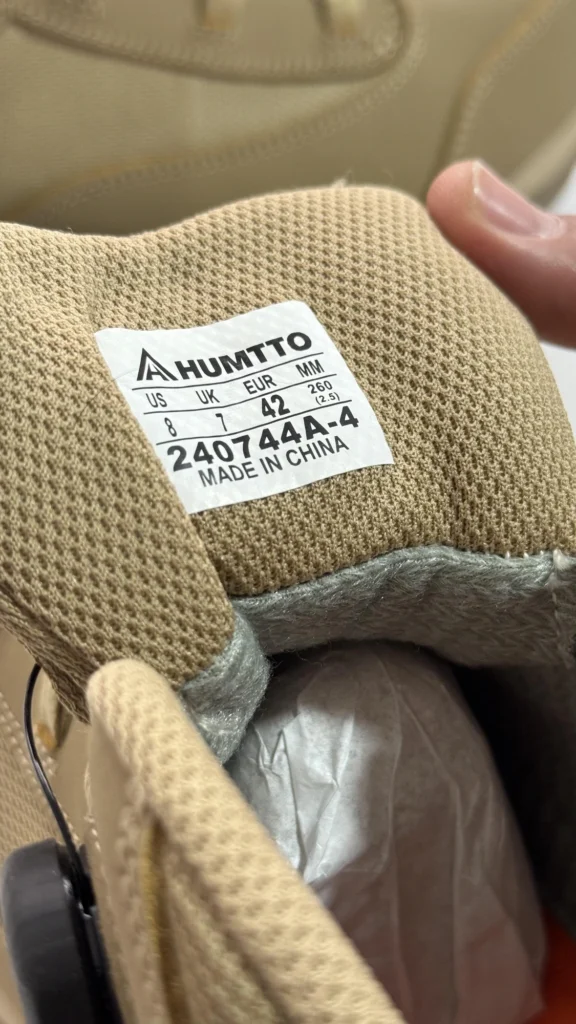 HUMTTO
US UK EUR MM
8 7 42 260
(2.5)
240744A-4
MADE IN CHINA